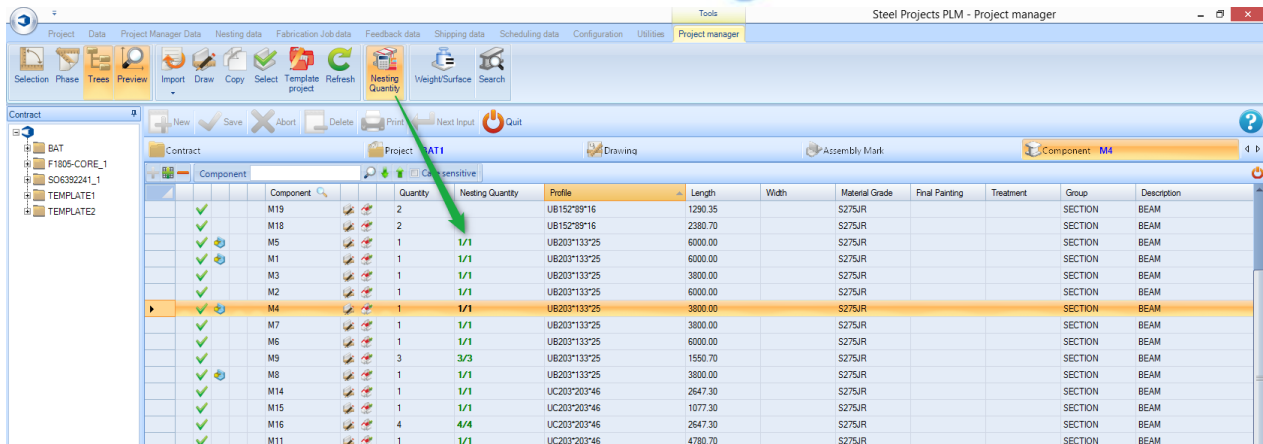 Tools
Steel Projects PLM - Project manager
Project Data Project Manager Data Nesting data Fabrication Job data Feedback data Shipping data Scheduling data Configuration Utilities Project manager
Selection Phase Trees Preview Import Draw Copy Select Template project Refresh Nesting Quantity Weight/Surface Search
Contract
BAT
F1805-CORE_1
SO6392241_1
TEMPLATE1
TEMPLATE2
New Save Abort Delete Print Next Input Quit
Contract Project BAT1 Drawing Assembly Mark Component M4
Component Case sensitive
Component Quantity Nesting Quantity Profile Length Width Material Grade Final Painting Treatment Group Description
M19 2 UB152*89*16 1290.35 S275JR SECTION BEAM
M18 2 UB152*89*16 2380.70 S275JR SECTION BEAM
M5 1 1/1 UB203*133*25 6000.00 S275JR SECTION BEAM
M1 1 1/1 UB203*133*25 6000.00 S275JR SECTION BEAM
M3 1 1/1 UB203*133*25 3800.00 S275JR SECTION BEAM
M2 1 1/1 UB203*133*25 6000.00 S275JR SECTION BEAM
M4 1 1/1 UB203*133*25 3800.00 S275JR SECTION BEAM
M7 1 1/1 UB203*133*25 3800.00 S275JR SECTION BEAM
M6 1 1/1 UB203*133*25 6000.00 S275JR SECTION BEAM
M9 3 3/3 UB203*133*25 1550.70 S275JR SECTION BEAM
M8 1 1/1 UB203*133*25 3800.00 S275JR SECTION BEAM
M14 1 1/1 UC203*203*46 2647.30 S275JR SECTION BEAM
M15 1 1/1 UC203*203*46 1077.30 S275JR SECTION BEAM
M16 4 4/4 UC203*203*46 2647.30 S275JR SECTION BEAM
M11 1 1/1 UC203*203*46 4780.70 S275JR SECTION BEAM